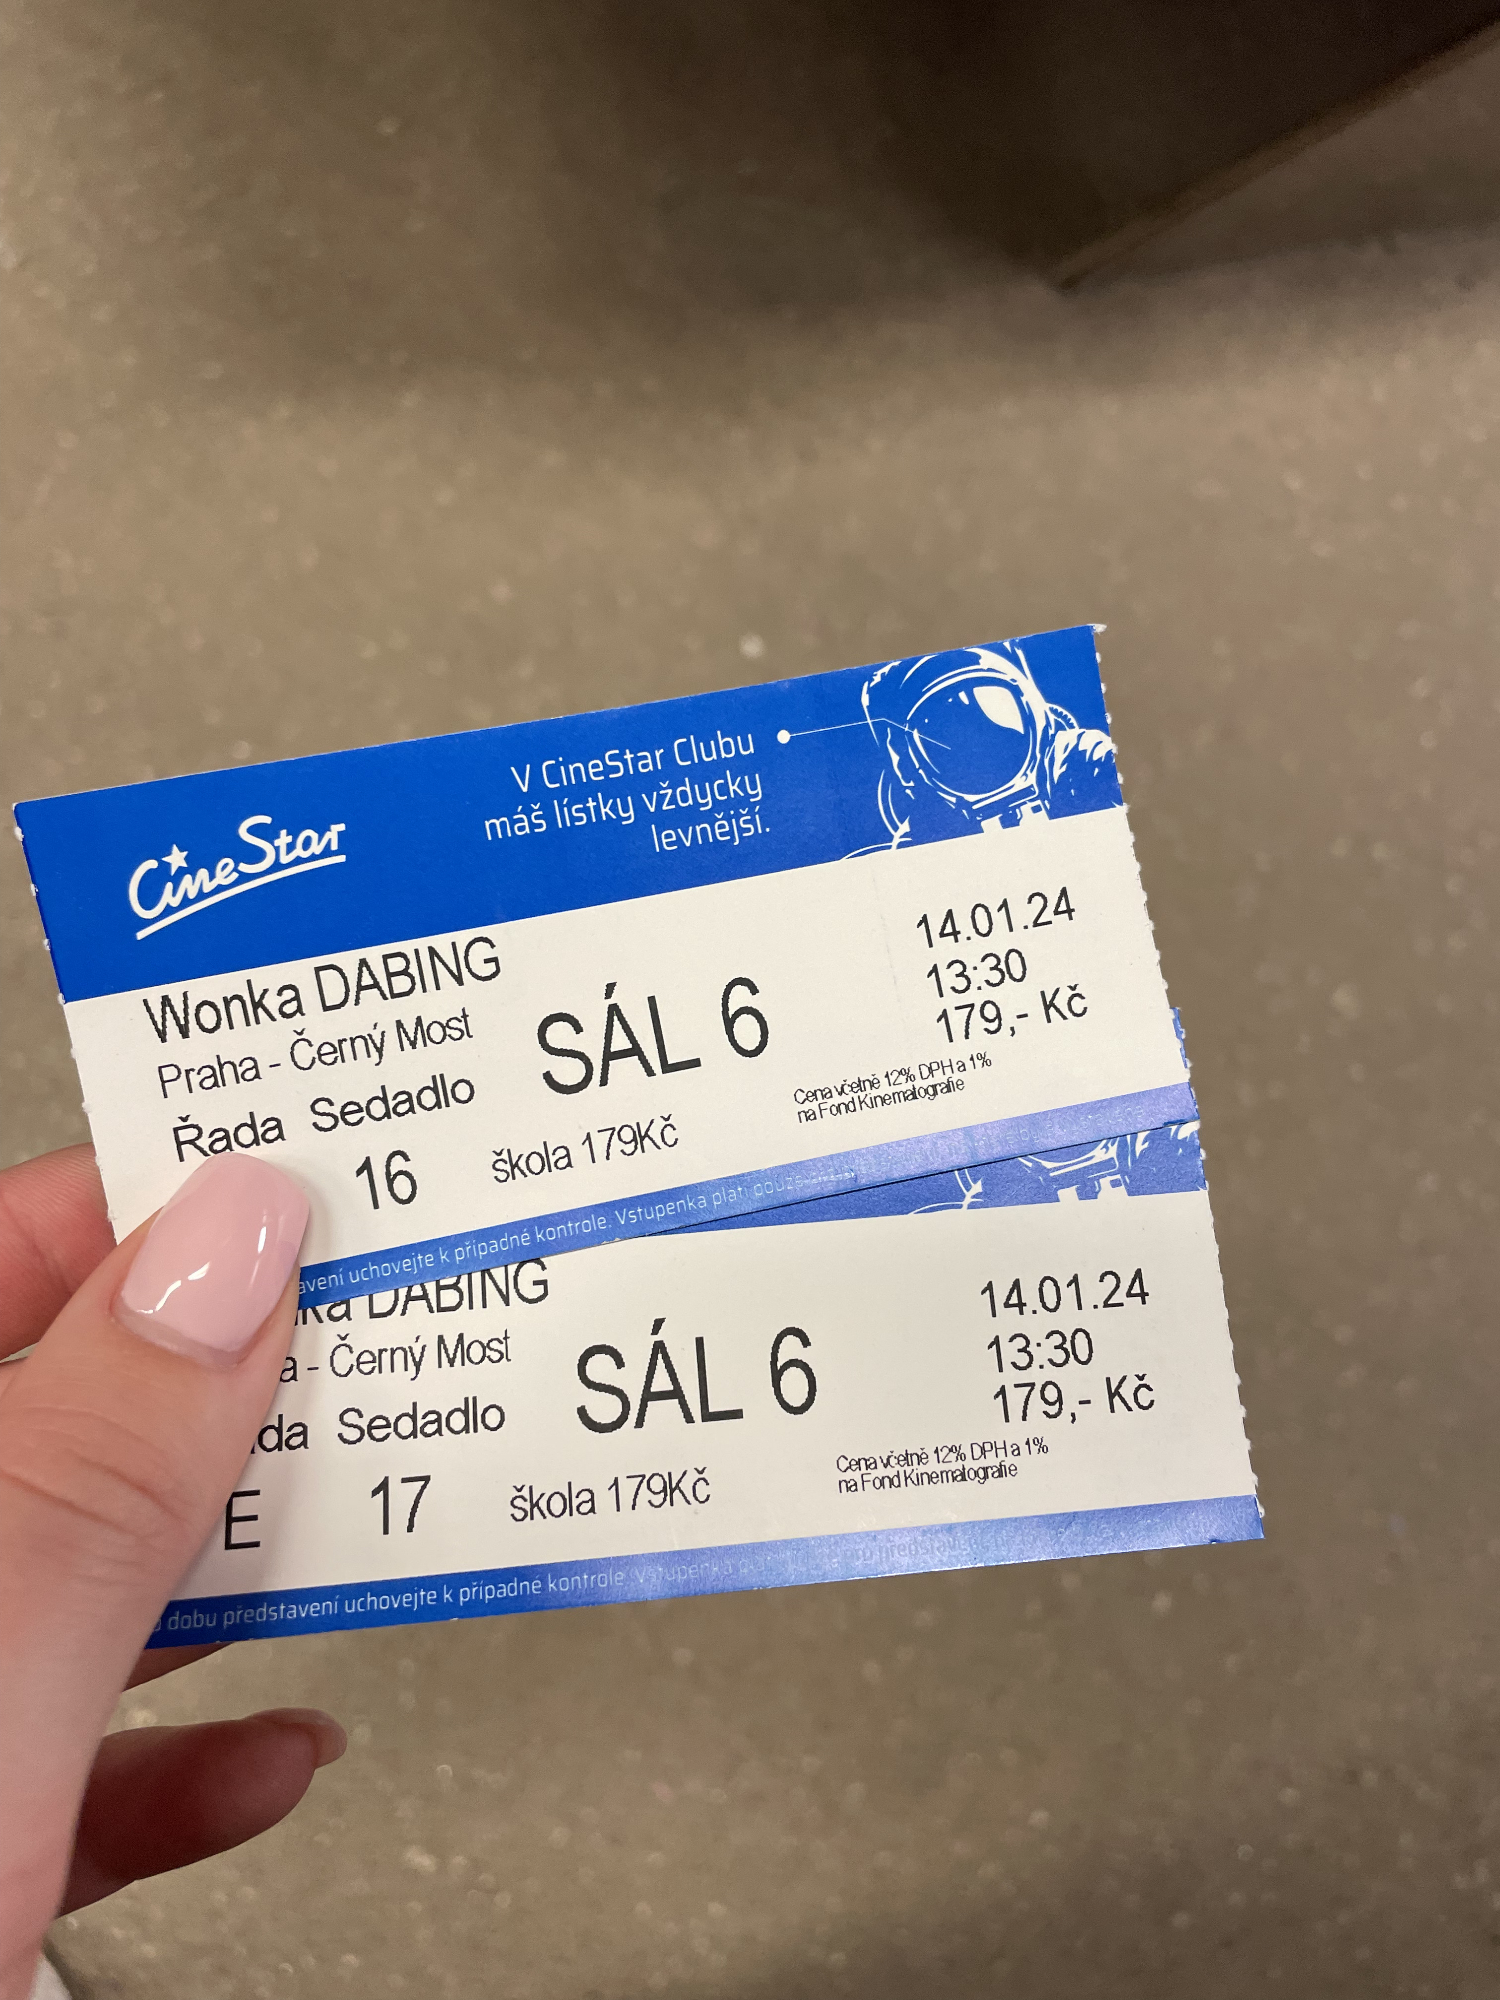 CineStar
V CineStar Clubu
máš lístky vždycky
levnější.
Wonka DABING
Praha - Černý Most
Řada Sedadlo
16
SÁL 6
škola 179Kč
14.01.24
13:30
179,- Kč
Cena včetně 12% DPH a 1%
na Fond Kinematografie
uchovejte k případné kontrole. Vstupenka platí pouze
DABING
- Černý Most
Sedadlo
E 17
SÁL 6
škola 179Kč
14.01.24
13:30
179,- Kč
Cena včetně 12% DPH a 1%
na Fond Kinematografie
dobu představení uchovejte k případné kontrole. Vstupenka